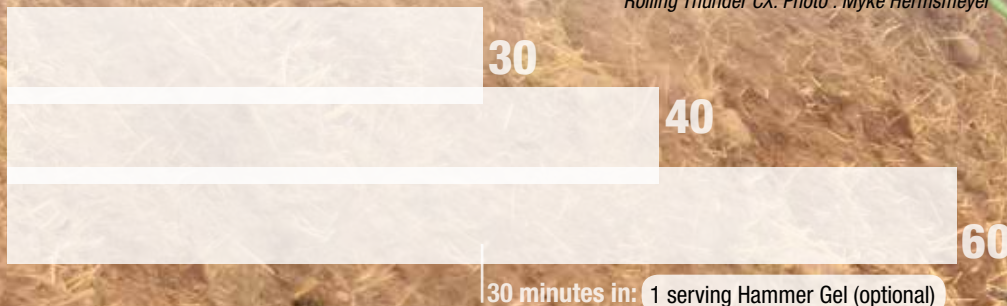 Rolling Thunder CX. Photo : Myke Hermsmeyer
30
40
60
30 minutes in: 1 serving Hammer Gel (optional)